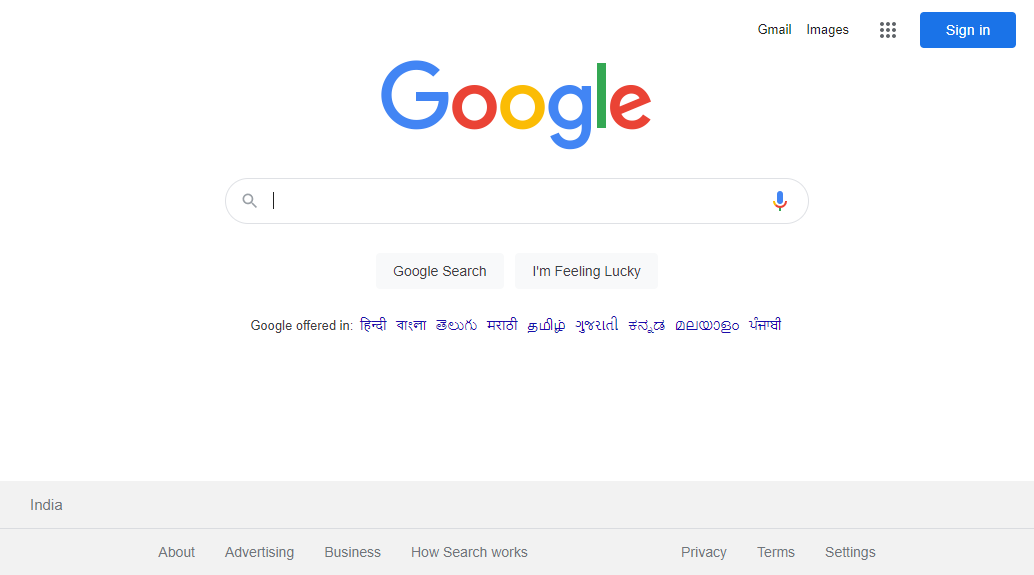 Gmail Images Sign in
Google
Google Search I'm Feeling Lucky
Google offered in: हिन्दी বাংলা తెలుగు मराठी தமிழ் ગુજરાતી ಕನ್ನಡ മലയാളം ਪੰਜਾਬੀ
India
About Advertising Business How Search works Privacy Terms Settings